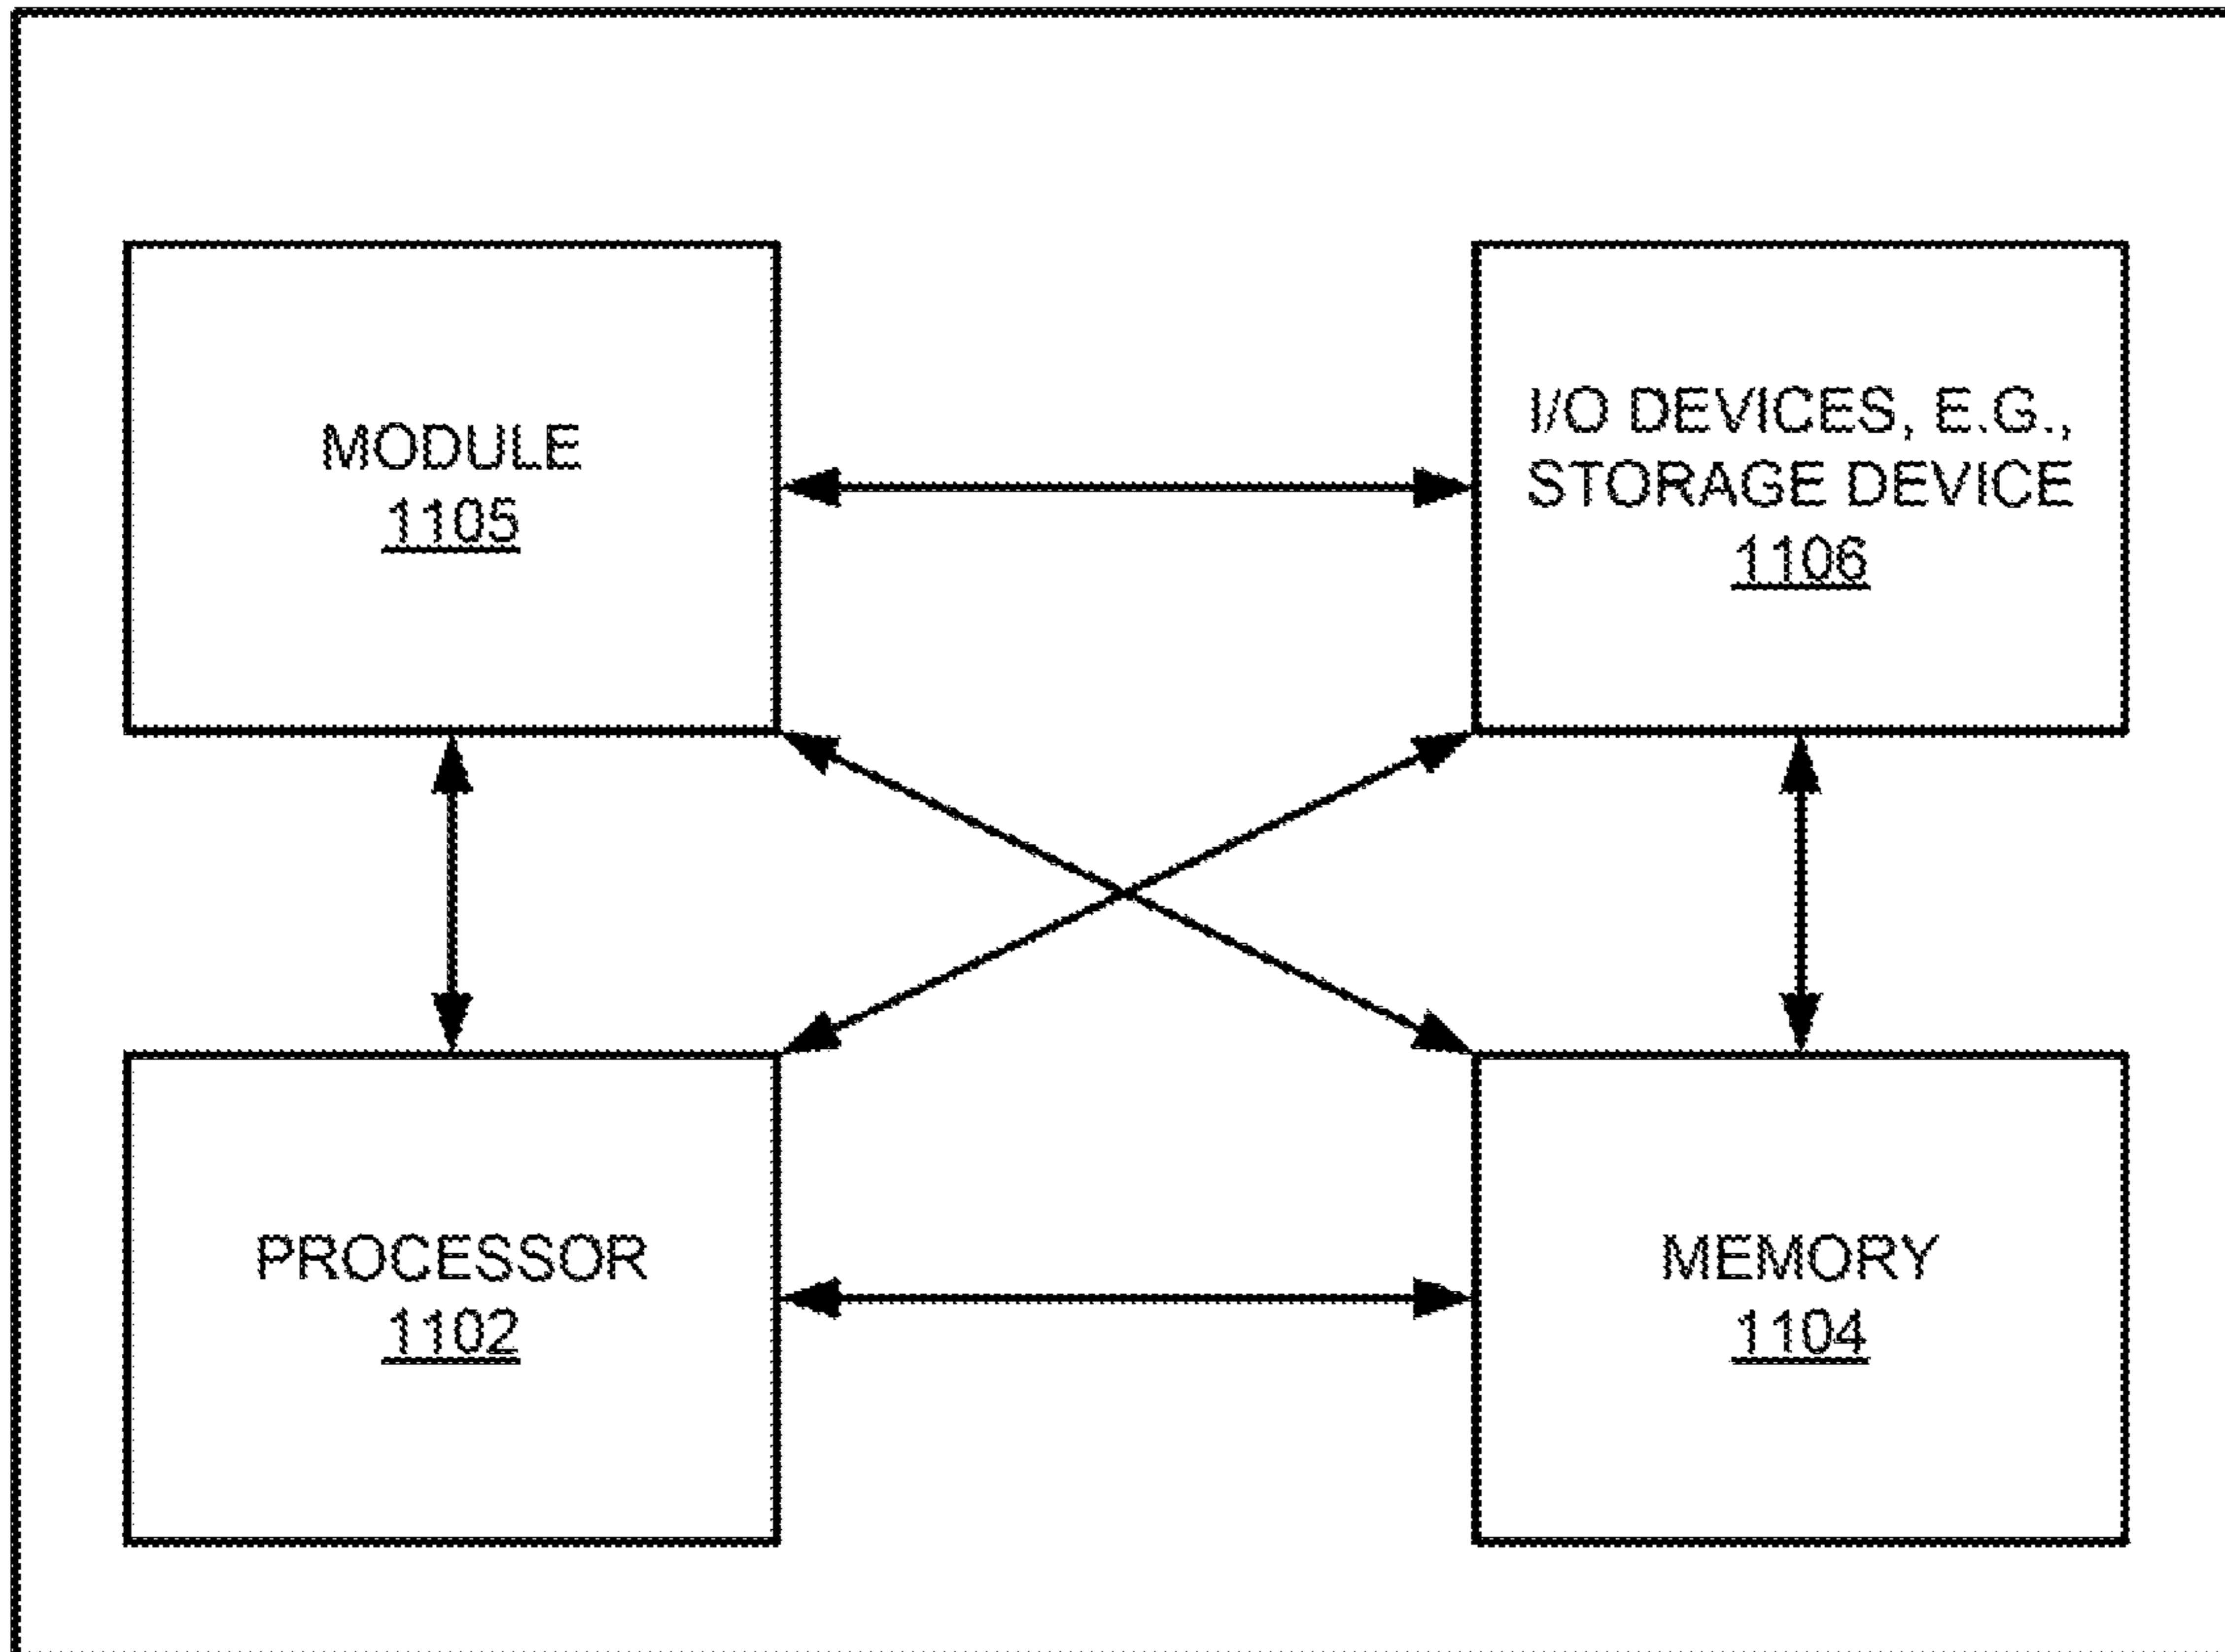 MODULE
1105
I/O DEVICES, E.G.,
STORAGE DEVICE
1106
PROCESSOR
1102
MEMORY
1104